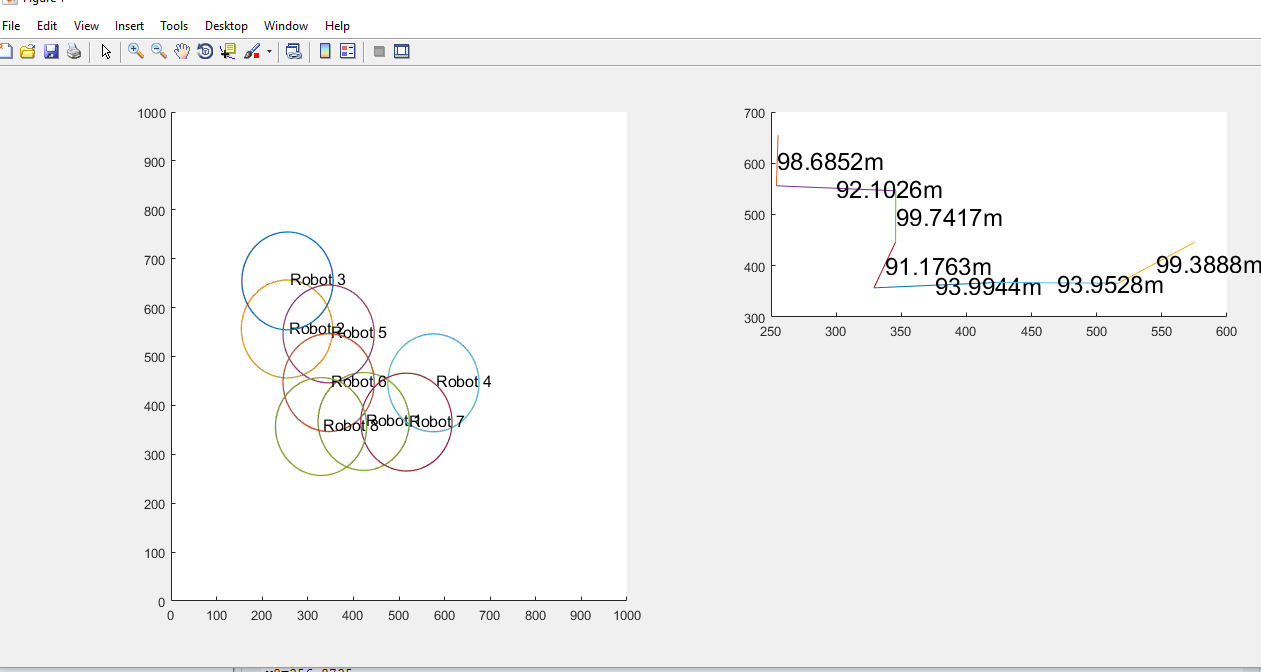 File Edit View Insert Tools Desktop Window Help
1000
900
800
700
600
500
400
300
200
100
0
0 100 200 300 400 500 600 700 800 900 1000
Robot 3
Robot 2
Robot 5
Robot 6
Robot 4
Robot 8
Robot 1
Robot 7
700
600
500
400
300
250 300 350 400 450 500 550 600
98.6852m
92.1026m
99.7417m
91.1763m
93.9944m
93.9528m
99.3888m